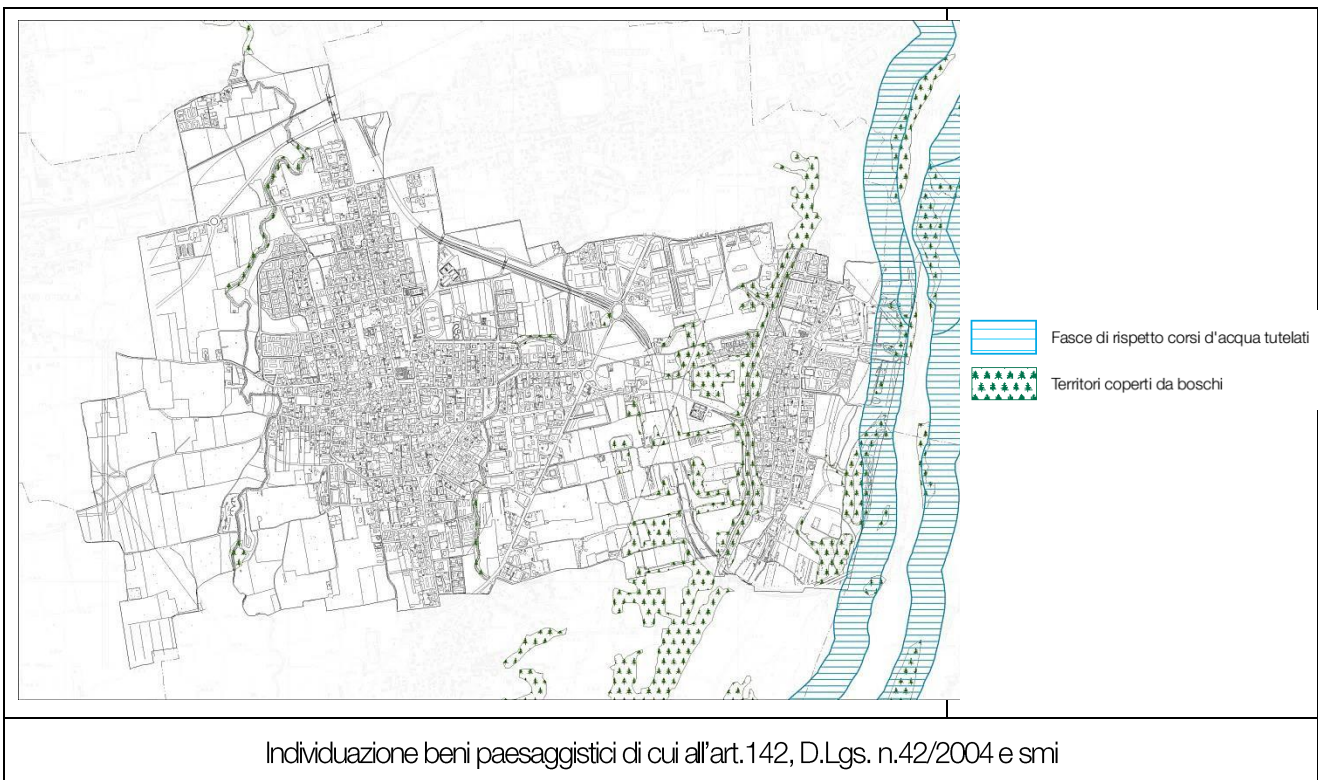 Fasce di rispetto corsi d'acqua tutelati
Territori coperti da boschi
Individuazione beni paesaggistici di cui all'art.142, D.Lgs. n.42/2004 e smi